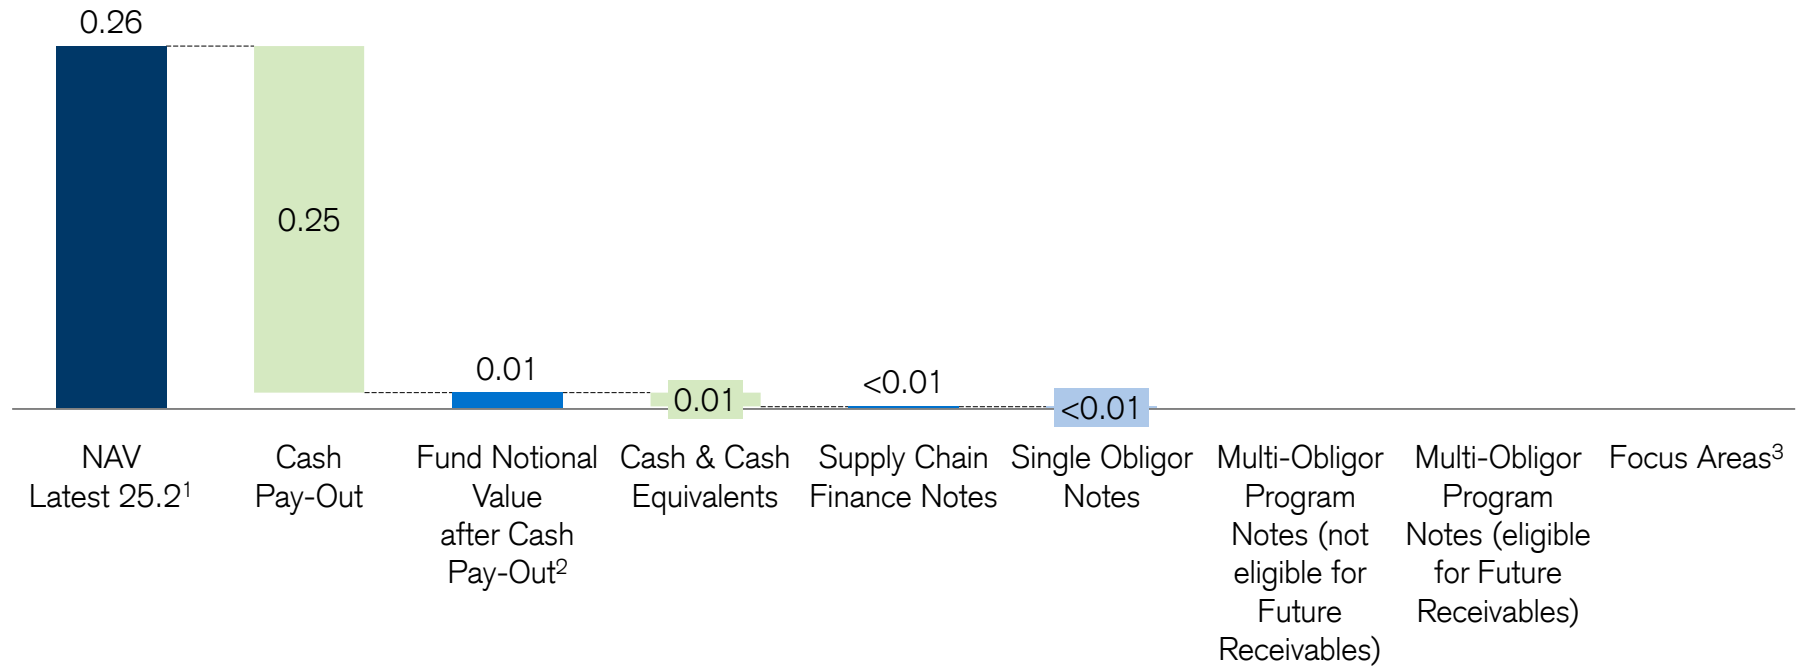 0.26
0.25
0.01
0.01
<0.01
<0.01
NAV
Latest 25.2¹
Cash
Pay-Out
Fund Notional
Value
after Cash
Pay-Out²
Cash & Cash
Equivalents
Supply Chain
Finance Notes
Single Obligor
Notes
Multi-Obligor
Program
Notes (not
eligible for
Future
Receivables)
Multi-Obligor
Program
Notes (eligible
for Future
Receivables)
Focus Areas³